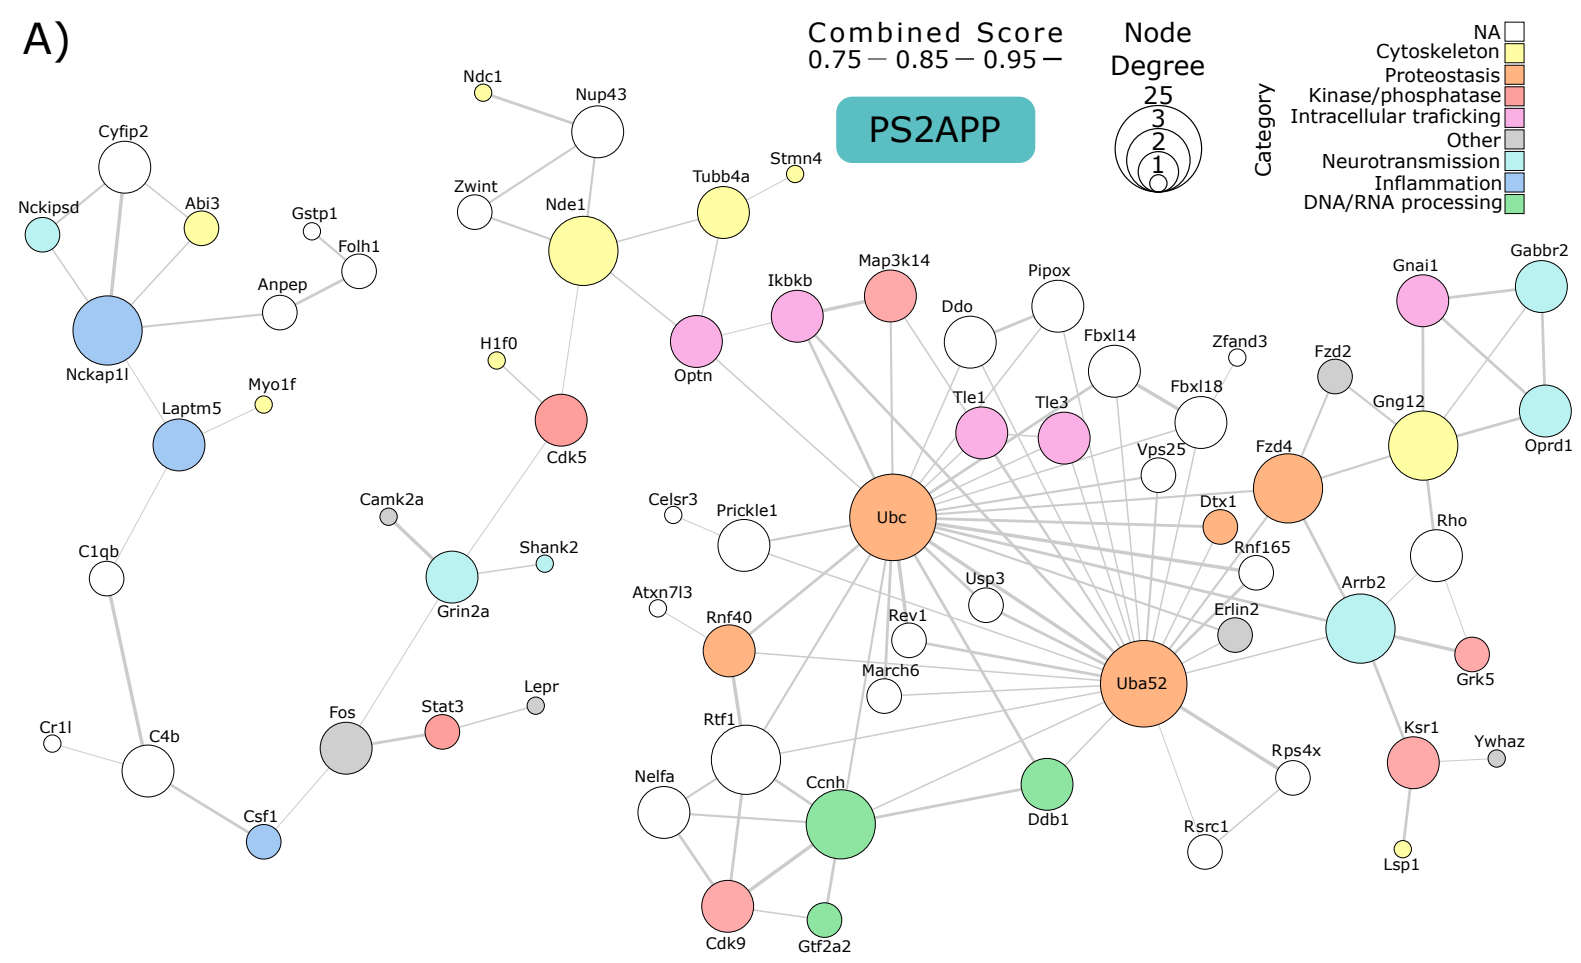 A)
Combined Score
0.75 0.85 0.95
Node
Degree
25
3
2
1
PS2APP
Category
NA
Cytoskeleton
Proteostasis
Kinase/phosphatase
Intracellular traficking
Other
Neurotransmission
Inflammation
DNA/RNA processing
Ndc1
Nup43
Cyfip2
Stmn4
Tubb4a
Zwint
Nde1
Nckipsd
Abi3
Gstp1
Folh1
Anpep
Map3k14
Ikbkb
Pipox
Ddo
Gnai1
Gabbr2
Fbxl14
Zfand3
Fzd2
H1f0
Optn
Nckap1l
Myo1f
Laptm5
Fbxl18
Tle1
Tle3
Gng12
Oprd1
Vps25
Fzd4
Cdk5
Camk2a
Celsr3
Prickle1
Ubc
Dtx1
Rho
Shank2
C1qb
Rnf165
Usp3
Arrb2
Grin2a
Atxn7l3
Rnf40
Rev1
Erlin2
March6
Uba52
Grk5
Lepr
Stat3
Fos
Rtf1
Cr1l
C4b
Ksr1
Ywhaz
Rps4x
Nelfa
Ccnh
Csf1
Ddb1
Rsrc1
Lsp1
Cdk9
Gtf2a2